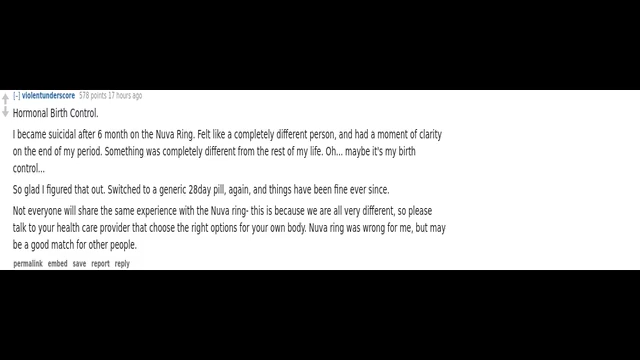 [–] violentunderscore 578 points 17 hours ago
Hormonal Birth Control.
I became suicidal after 6 month on the Nuva Ring. Felt like a completely different person, and had a moment of clarity
on the end of my period. Something was completely different from the rest of my life. Oh... maybe it's my birth
control...
So glad I figured that out. Switched to a generic 28day pill, again, and things have been fine ever since.
Not everyone will share the same experience with the Nuva ring- this is because we are all very different, so please
talk to your health care provider that choose the right options for your own body. Nuva ring was wrong for me, but may
be a good match for other people.
permalink embed save report reply